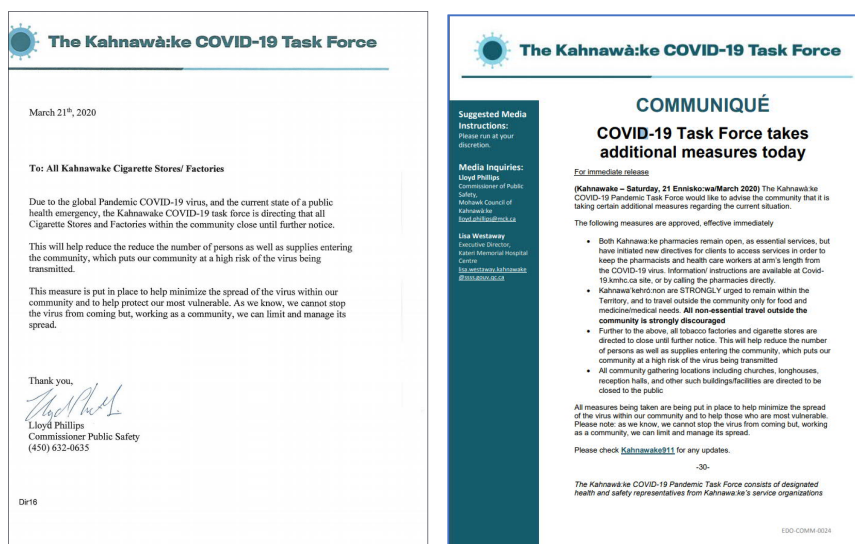 The Kahnawà:ke COVID-19 Task Force
March 21th, 2020
To: All Kahnawake Cigarette Stores/ Factories
Due to the global Pandemic COVID-19 virus, and the current state of a public
health emergency, the Kahnawake COVID-19 task force is directing that all
Cigarette Stores and Factories within the community close until further notice.
This will help reduce the reduce the number of persons as well as supplies entering
the community, which puts our community at a high risk of the virus being
transmitted.
This measure is put in place to help minimize the spread of the virus within our
community and to help protect our most vulnerable. As we know, we cannot stop
the virus from coming but, working as a community, we can limit and manage its
spread.
Thank you,
Lloyd Phillips
Commissioner Public Safety
(450) 632-0635
Dir16
The Kahnawà:ke COVID-19 Task Force
Suggested Media
Instructions:
Please run at your
discretion.
Media Inquiries:
Lloyd Phillips
Commissioner of Public
Safety,
Mohawk Council of
Kahnawà:ke
lloyd.phillips@mck.ca
Lisa Westaway
Executive Director,
Kateri Memorial Hospital
Centre
lisa.westaway.kahnawake
@ssss.gouv.qc.ca
COMMUNIQUÉ
COVID-19 Task Force takes
additional measures today
For immediate release
(Kahnawake – Saturday, 21 Ennisko:wa/March 2020) The Kahnawà:ke
COVID-19 Pandemic Task Force would like to advise the community that it is
taking certain additional measures regarding the current situation.
The following measures are approved, effective immediately
• Both Kahnawa:ke pharmacies remain open, as essential services, but
have initiated new directives for clients to access services in order to
keep the pharmacists and health care workers at arm's length from
the COVID-19 virus. Information/ instructions are available at Covid-
19.kmhc.ca site, or by calling the pharmacies directly.
• Kahnawa'kehró:non are STRONGLY urged to remain within the
Territory, and to travel outside the community only for food and
medicine/medical needs. All non-essential travel outside the
community is strongly discouraged
• Further to the above, all tobacco factories and cigarette stores are
directed to close until further notice. This will help reduce the number
of persons as well as supplies entering the community, which puts our
community at a high risk of the virus being transmitted
• All community gathering locations including churches, longhouses,
reception halls, and other such buildings/facilities are directed to be
closed to the public
All measures being taken are being put in place to help minimize the spread
of the virus within our community and to help those who are most vulnerable.
Please note: as we know, we cannot stop the virus from coming but, working
as a community, we can limit and manage its spread.
Please check Kahnawake911 for any updates.
-30-
The Kahnawà:ke COVID-19 Pandemic Task Force consists of designated
health and safety representatives from Kahnawa:ke's service organizations
EDO-COMM-0024